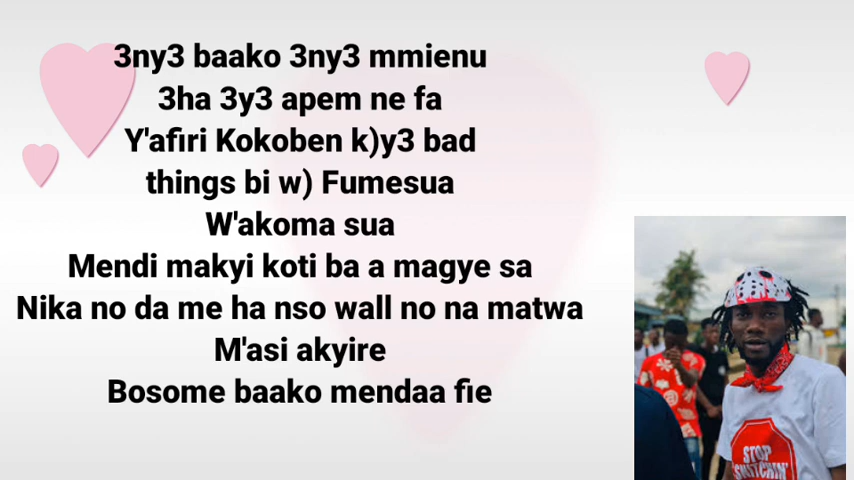 3ny3 baako 3ny3 mmienu
3ha 3y3 apem ne fa
Y'afiri Kokoben k)y3 bad
things bi w) Fumesua
W'akoma sua
Mendi makyi koti ba a magye sa
Nika no da me ha nso wall no na matwa
M'asi akyire
Bosome baako mendaa fie
STOP
SNITCHIN'